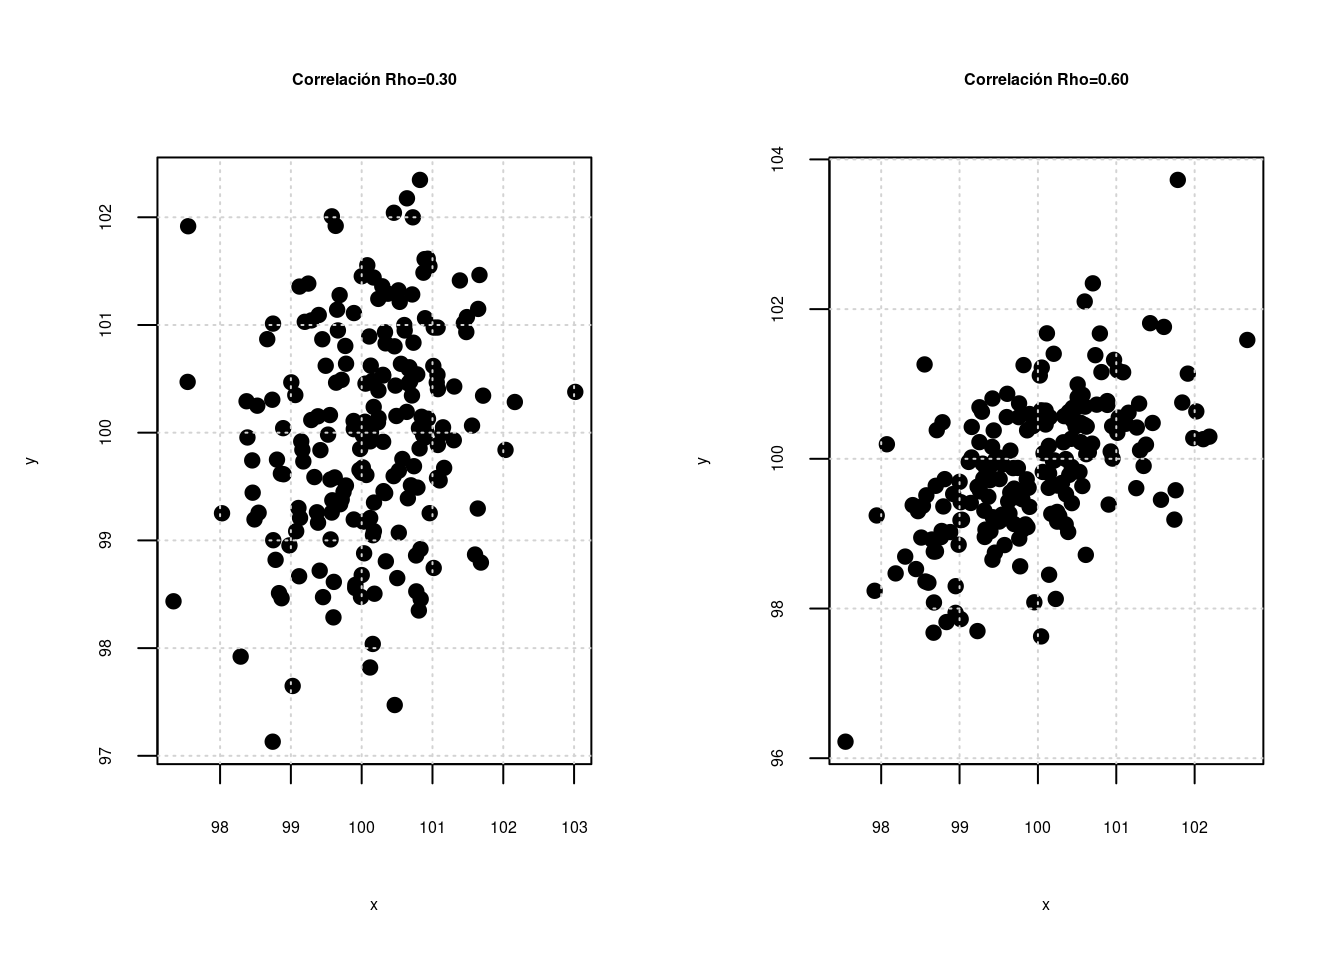 Correlación Rho=0.30
y
102
101
100
99
98
97
98 99 100 101 102 103
x
Correlación Rho=0.60
y
104
102
100
98
96
98 99 100 101 102
x